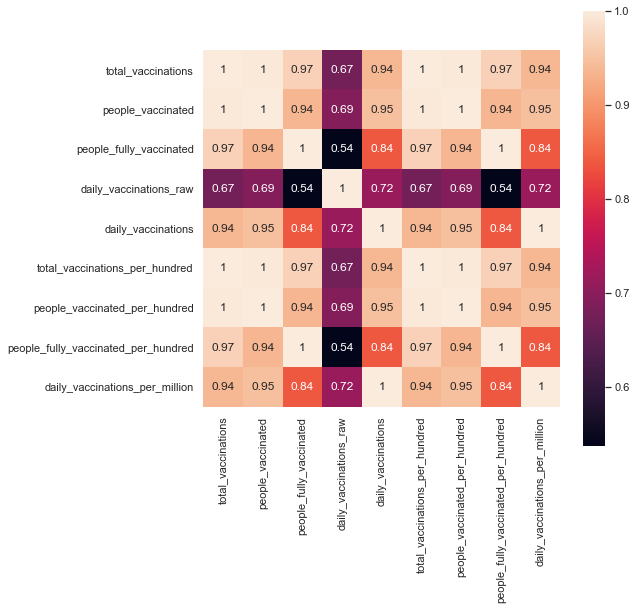 total_vaccinations 1 1 0.97 0.67 0.94 1 1 0.97 0.94
people_vaccinated 1 1 0.94 0.69 0.95 1 1 0.94 0.95
people_fully_vaccinated 0.97 0.94 1 0.54 0.84 0.97 0.94 1 0.84
daily_vaccinations_raw 0.67 0.69 0.54 1 0.72 0.67 0.69 0.54 0.72
daily_vaccinations 0.94 0.95 0.84 0.72 1 0.94 0.95 0.84 1
total_vaccinations_per_hundred 1 1 0.97 0.67 0.94 1 1 0.97 0.94
people_vaccinated_per_hundred 1 1 0.94 0.69 0.95 1 1 0.94 0.95
people_fully_vaccinated_per_hundred 0.97 0.94 1 0.54 0.84 0.97 0.94 1 0.84
daily_vaccinations_per_million 0.94 0.95 0.84 0.72 1 0.94 0.95 0.84 1
total_vaccinations
people_vaccinated
people_fully_vaccinated
daily_vaccinations_raw
daily_vaccinations
total_vaccinations_per_hundred
people_vaccinated_per_hundred
people_fully_vaccinated_per_hundred
daily_vaccinations_per_million
1.0
0.9
0.8
0.7
0.6